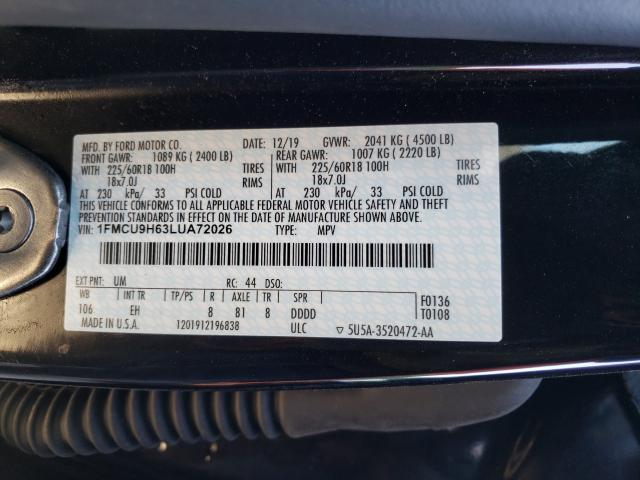 MFD. BY FORD MOTOR CO. DATE: 12/19 GVWR: 2041 KG ( 4500 LB)
FRONT GAWR: 1089 KG ( 2400 LB) REAR GAWR: 1007 KG ( 2220 LB)
WITH 225/60R18 100H TIRES WITH 225/60R18 100H TIRES
18x7.0J RIMS 18x7.0J RIMS
AT 230 kPa/ 33 PSI COLD AT 230 kPa/ 33 PSI COLD
THIS VEHICLE CONFORMS TO ALL APPLICABLE FEDERAL MOTOR VEHICLE SAFETY AND THEFT
PREVENTION STANDARDS IN EFFECT ON THE DATE OF MANUFACTURE SHOWN ABOVE.
VIN: 1FMCU9H63LUA72026 TYPE: MPV
EXT PNT: UM RC: 44 DSO:
WB INT TR TP/PS R AXLE TR SPR F0136
106 EH 8 81 8 DDDD T0108
MADE IN U.S.A. 1201912196838 ULC ▽ 5U5A-3520472-AA